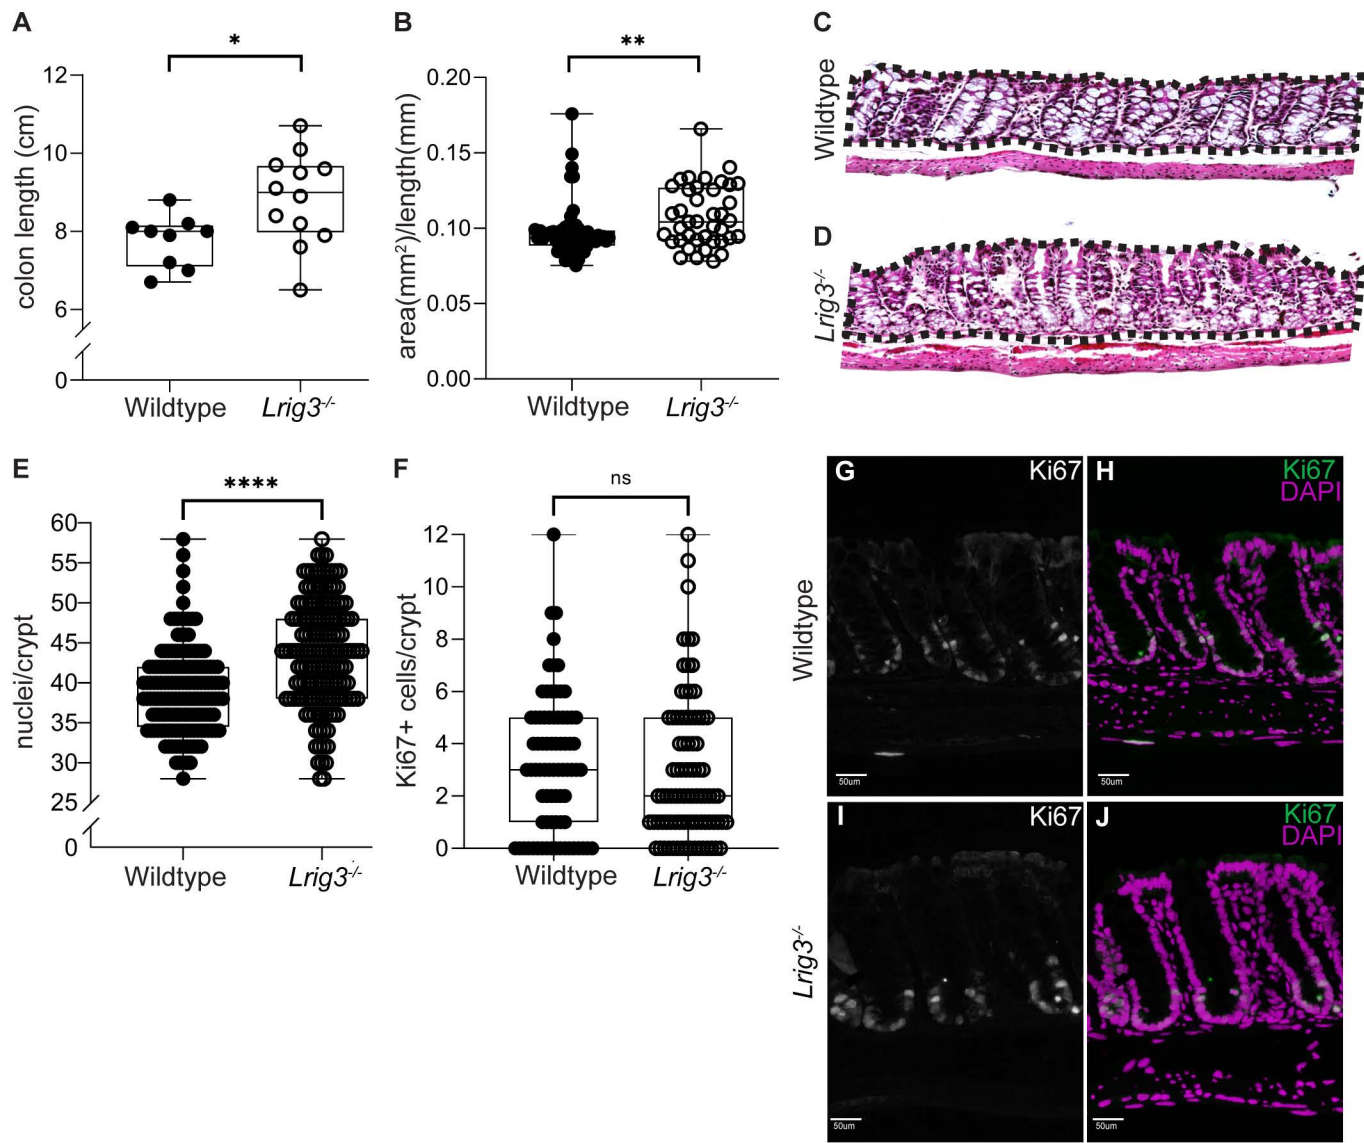 A
*
colon length (cm)
12
10
8
6
0
Wildtype
Lrig3-/-
B
**
area(mm²)/length(mm)
0.20
0.15
0.10
0.05
0.00
Wildtype
Lrig3-/-
C
Wildtype
D
Lrig3-/-
E
****
nuclei/crypt
60
55
50
45
40
35
30
25
0
Wildtype
Lrig3-/-
F
ns
Ki67+ cells/crypt
12
10
8
6
4
2
0
Wildtype
Lrig3-/-
Wildtype
G
Ki67
50um
H
Ki67
DAPI
50um
Lrig3-/-
I
Ki67
50um
J
Ki67
DAPI
50um